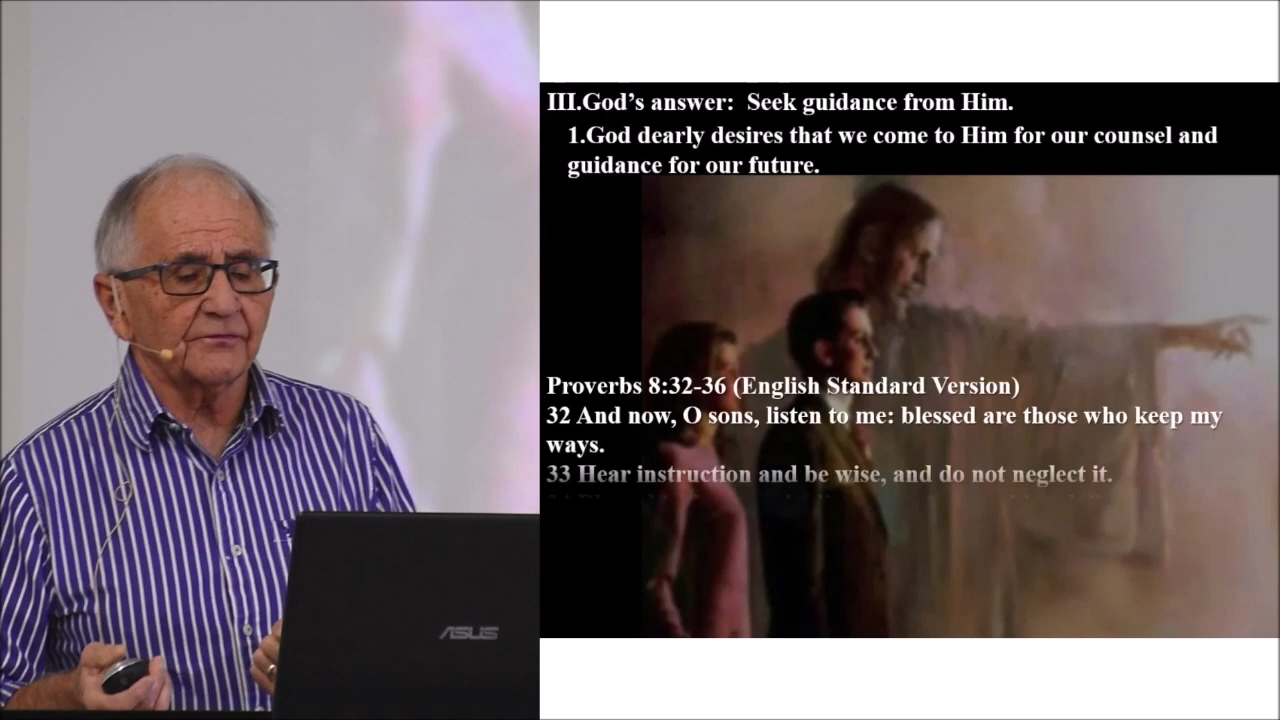 III.God's answer:  Seek guidance from Him.
1.God dearly desires that we come to Him for our counsel and
guidance for our future.
Proverbs 8:32-36 (English Standard Version)
32 And now, O sons, listen to me: blessed are those who keep my
ways.
33 Hear instruction and be wise, and do not neglect it.
ASUS